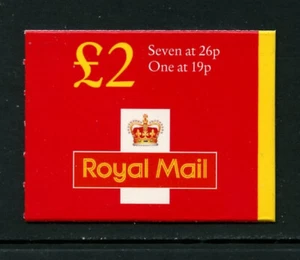 £2
Seven at 26p
One at 19p
Royal Mail